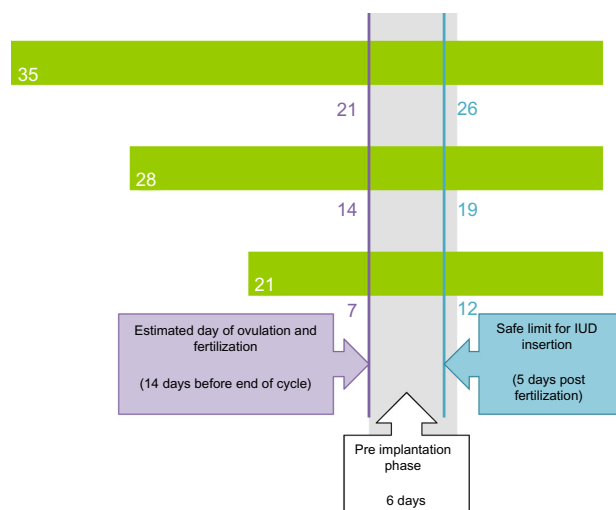 35
21 26
28
14 19
21
7 12
Estimated day of ovulation and
fertilization
(14 days before end of cycle)
Safe limit for IUD
insertion
(5 days post
fertilization)
Pre implantation
phase
6 days